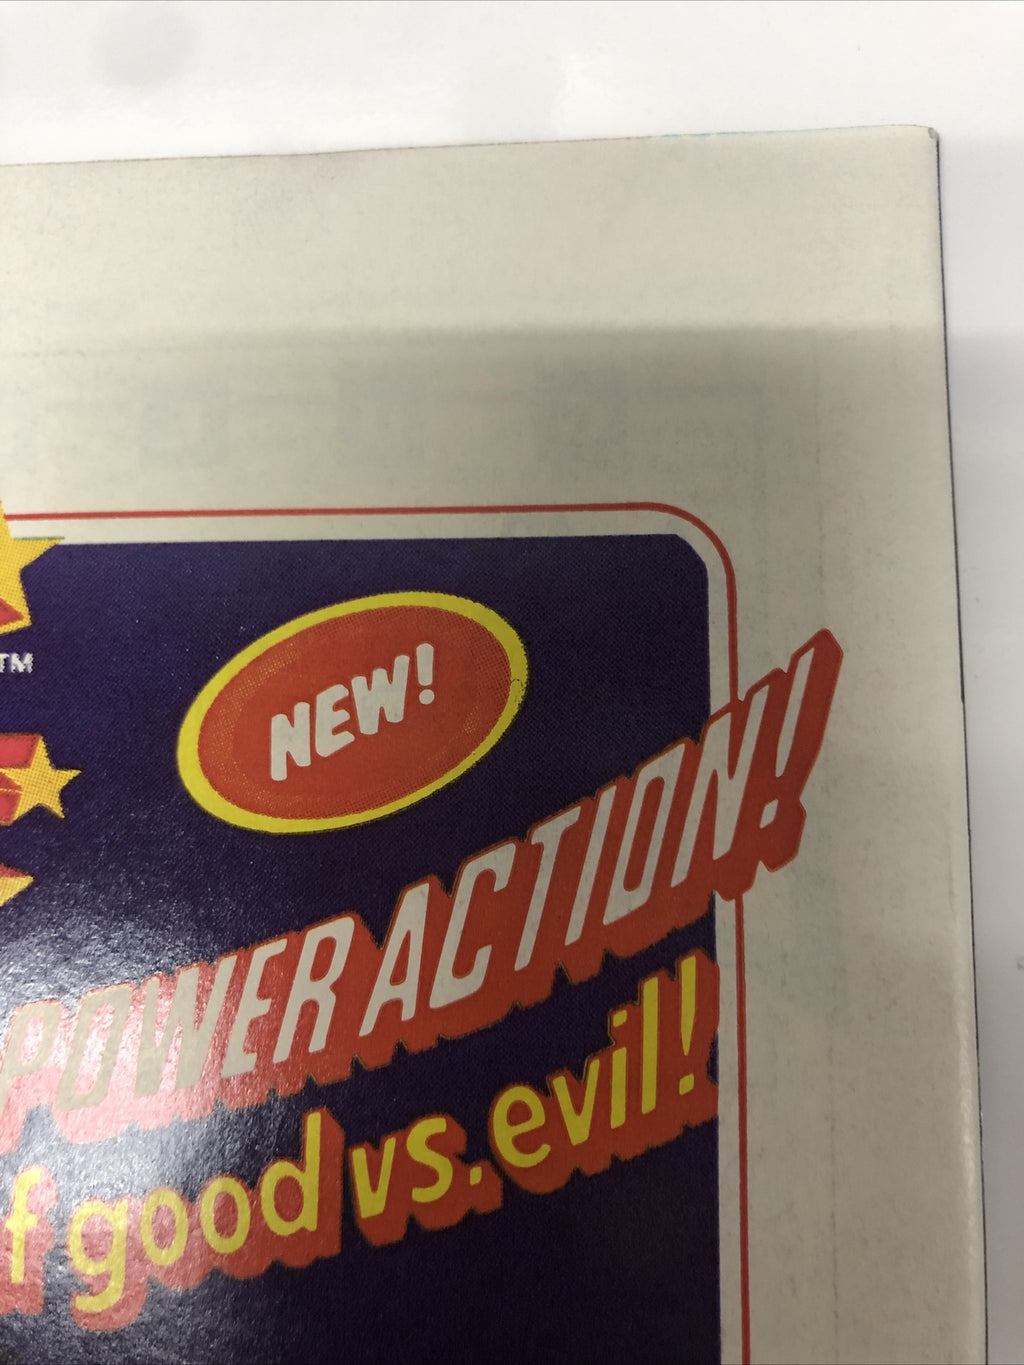 TM
NEW!
POWER ACTION!
f good vs. evil!